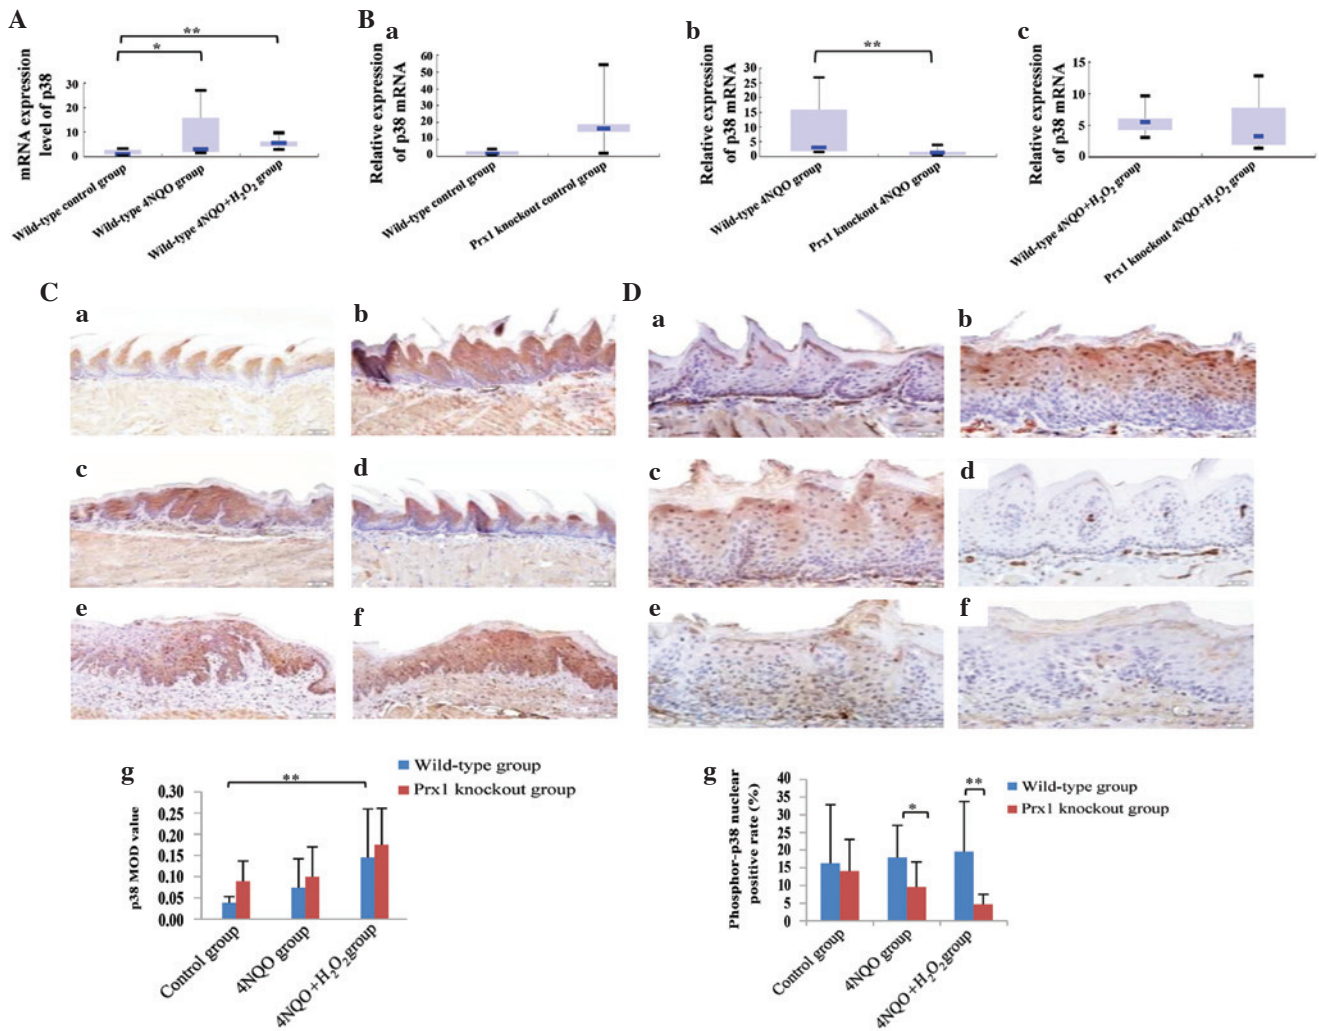 A
mRNA expression
level of p38
30
20
10
0
*
**
Wild-type control group
Wild-type 4NQO group
Wild-type 4NQO+H2O2 group
B
a
Relative expression
of p38 mRNA
60
50
40
30
20
10
0
Wild-type control group
Prx1 knockout control group
b
Relative expression
of p38 mRNA
30
25
20
15
10
5
0
**
Wild-type 4NQO group
Prx1 knockout 4NQO group
c
Relative expression
of p38 mRNA
15
10
5
0
Wild-type 4NQO+H2O2 group
Prx1 knockout 4NQO+H2O2 group
C
a
b
c
d
e
f
g
p38 MOD value
0.30
0.25
0.20
0.15
0.10
0.05
0.00
**
Wild-type group
Prx1 knockout group
Control group
4NQO group
4NQO+H2O2group
D
a
b
c
d
e
f
g
Phosphor-p38 nuclear
positive rate (%)
40
35
30
25
20
15
10
5
0
*
**
Wild-type group
Prx1 knockout group
Control group
4NQO group
4NQO+H2O2group